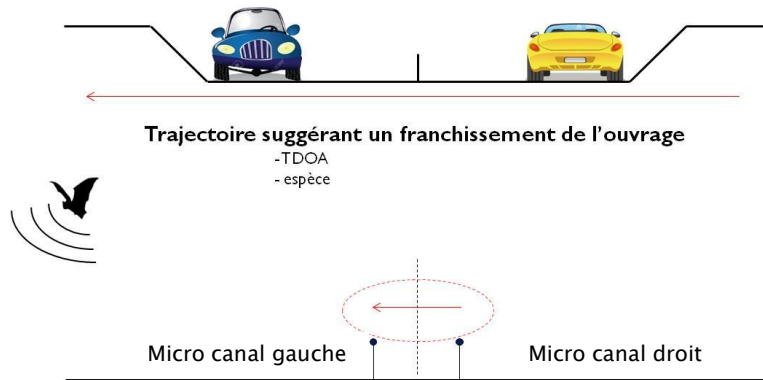 Trajectoire suggérant un franchissement de l'ouvrage
-TDOA
- espèce
Micro canal gauche
Micro canal droit